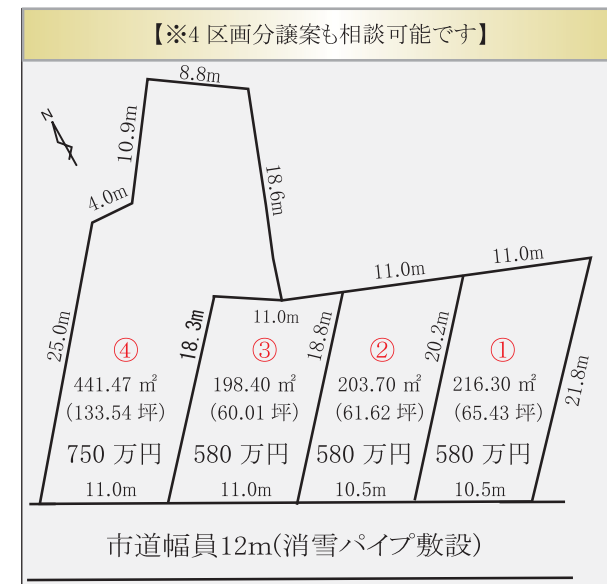 【※4 区画分譲案も相談可能です】
8.8m
N
10.9m
4.0m
18.6m
11.0m
11.0m
25.0m
18.3m
11.0m
18.8m
20.2m
21.8m
④
441.47 ㎡
(133.54 坪)
750 万円
11.0m
③
198.40 ㎡
(60.01 坪)
580 万円
11.0m
②
203.70 ㎡
(61.62 坪)
580 万円
10.5m
①
216.30 ㎡
(65.43 坪)
580 万円
10.5m
市道幅員12m(消雪パイプ敷設)